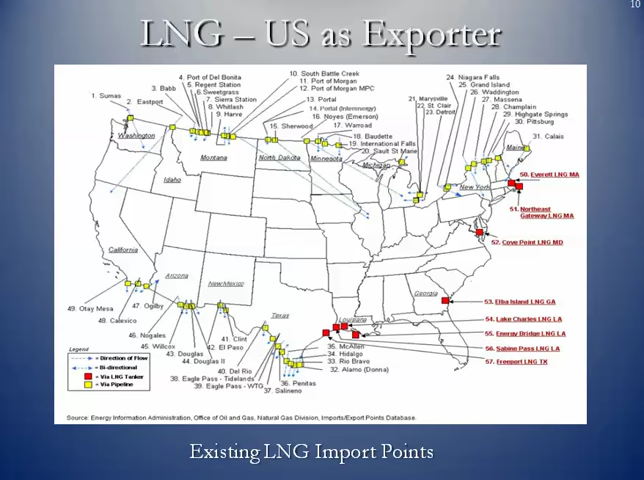 10
LNG – US as Exporter
1. Sumas
2. Eastport
3. Babb
4. Port of Del Bonita
5. Regent Station
6. Sweetgrass
7. Sierra Station
8. Whitlash
9. Harve
10. South Battle Creek
11. Port of Morgan
12. Port of Morgan MPC
13. Portal
14. Portal (Interenergy)
15. Sherwood
16. Noyes (Emerson)
17. Warroad
18. Baudette
19. International Falls
20. Sault St Marie
21. Marysville
22. St. Clair
23. Detroit
24. Niagara Falls
25. Grand Island
26. Waddington
27. Massena
28. Champlain
29. Highgate Springs
30. Pittsburg
31. Calais
Washington
Montana
North Dakota
Minnesota
Michigan
New York
Maine
Idaho
California
Arizona
New Mexico
Texas
Louisiana
Georgia
50. Everett LNG MA
51. Northeast
Gateway LNG MA
52. Cove Point LNG MD
53. Elba Island LNG GA
54. Lake Charles LNG LA
55. Energy Bridge LNG LA
56. Sabine Pass LNG LA
57. Freeport LNG TX
49. Otay Mesa
48. Calexico
47. Ogilby
46. Nogales
45. Willcox
43. Douglas
44. Douglas II
42. El Paso
41. Clint
40. Del Rio
38. Eagle Pass - Tidelands
39. Eagle Pass - WTG
37. Salineno
36. Penitas
35. McAllen
34. Hidalgo
33. Rio Bravo
32. Alamo (Donna)
Legend
= Direction of Flow
= Bi-directional
= Via LNG Tanker
= Via Pipeline
Source: Energy Information Administration, Office of Oil and Gas, Natural Gas Division, Imports/Export Points Database.
Existing LNG Import Points